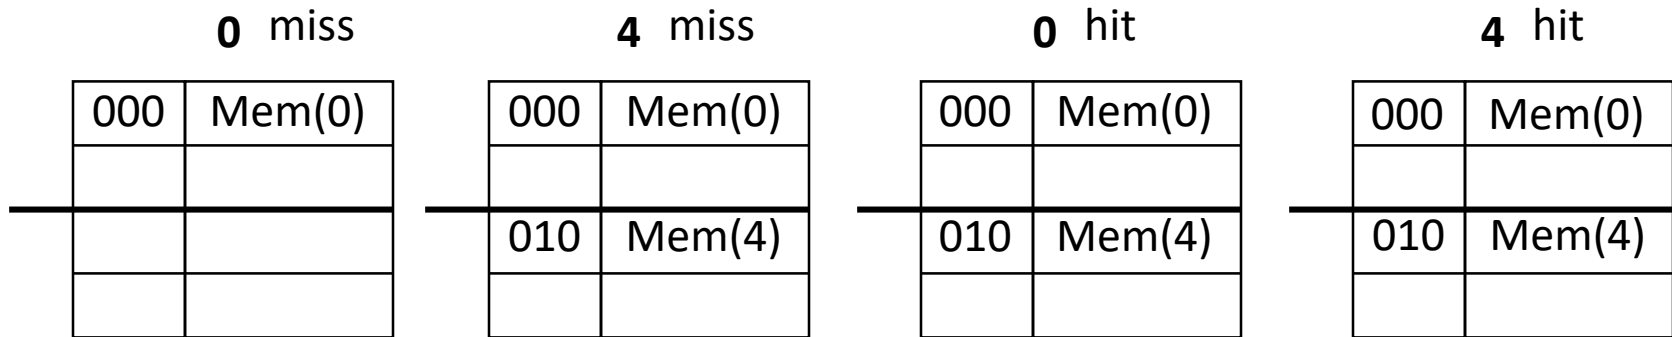 0 miss 4 miss 0 hit 4 hit
000 Mem(0) 000 Mem(0) 000 Mem(0) 000 Mem(0)
010 Mem(4) 010 Mem(4) 010 Mem(4)